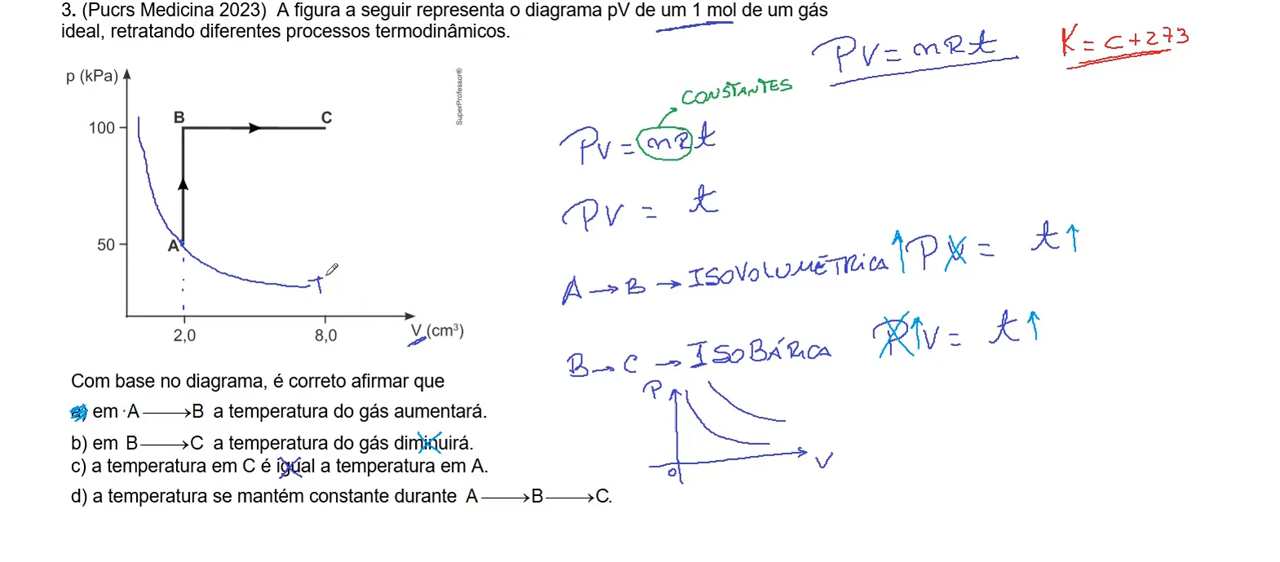 3. (Pucrs Medicina 2023) A figura a seguir representa o diagrama pV de um 1 mol de um gás
ideal, retratando diferentes processos termodinâmicos.
PV = nRt
K = C + 273
p (kPa)
SuperProfessor®
CONSTANTES
B
C
100
PV = nRt
PV = t
50
A
A → B → ISOVOLUMÉTRICA ↑ PV = t ↑
T
2,0
8,0
V (cm³)
B → C → ISOBÁRICA P ↑ V = t ↑
P
V
0
Com base no diagrama, é correto afirmar que
a) em A ⟶ B a temperatura do gás aumentará.
b) em B ⟶ C a temperatura do gás diminuirá.
c) a temperatura em C é igual a temperatura em A.
d) a temperatura se mantém constante durante A ⟶ B ⟶ C.